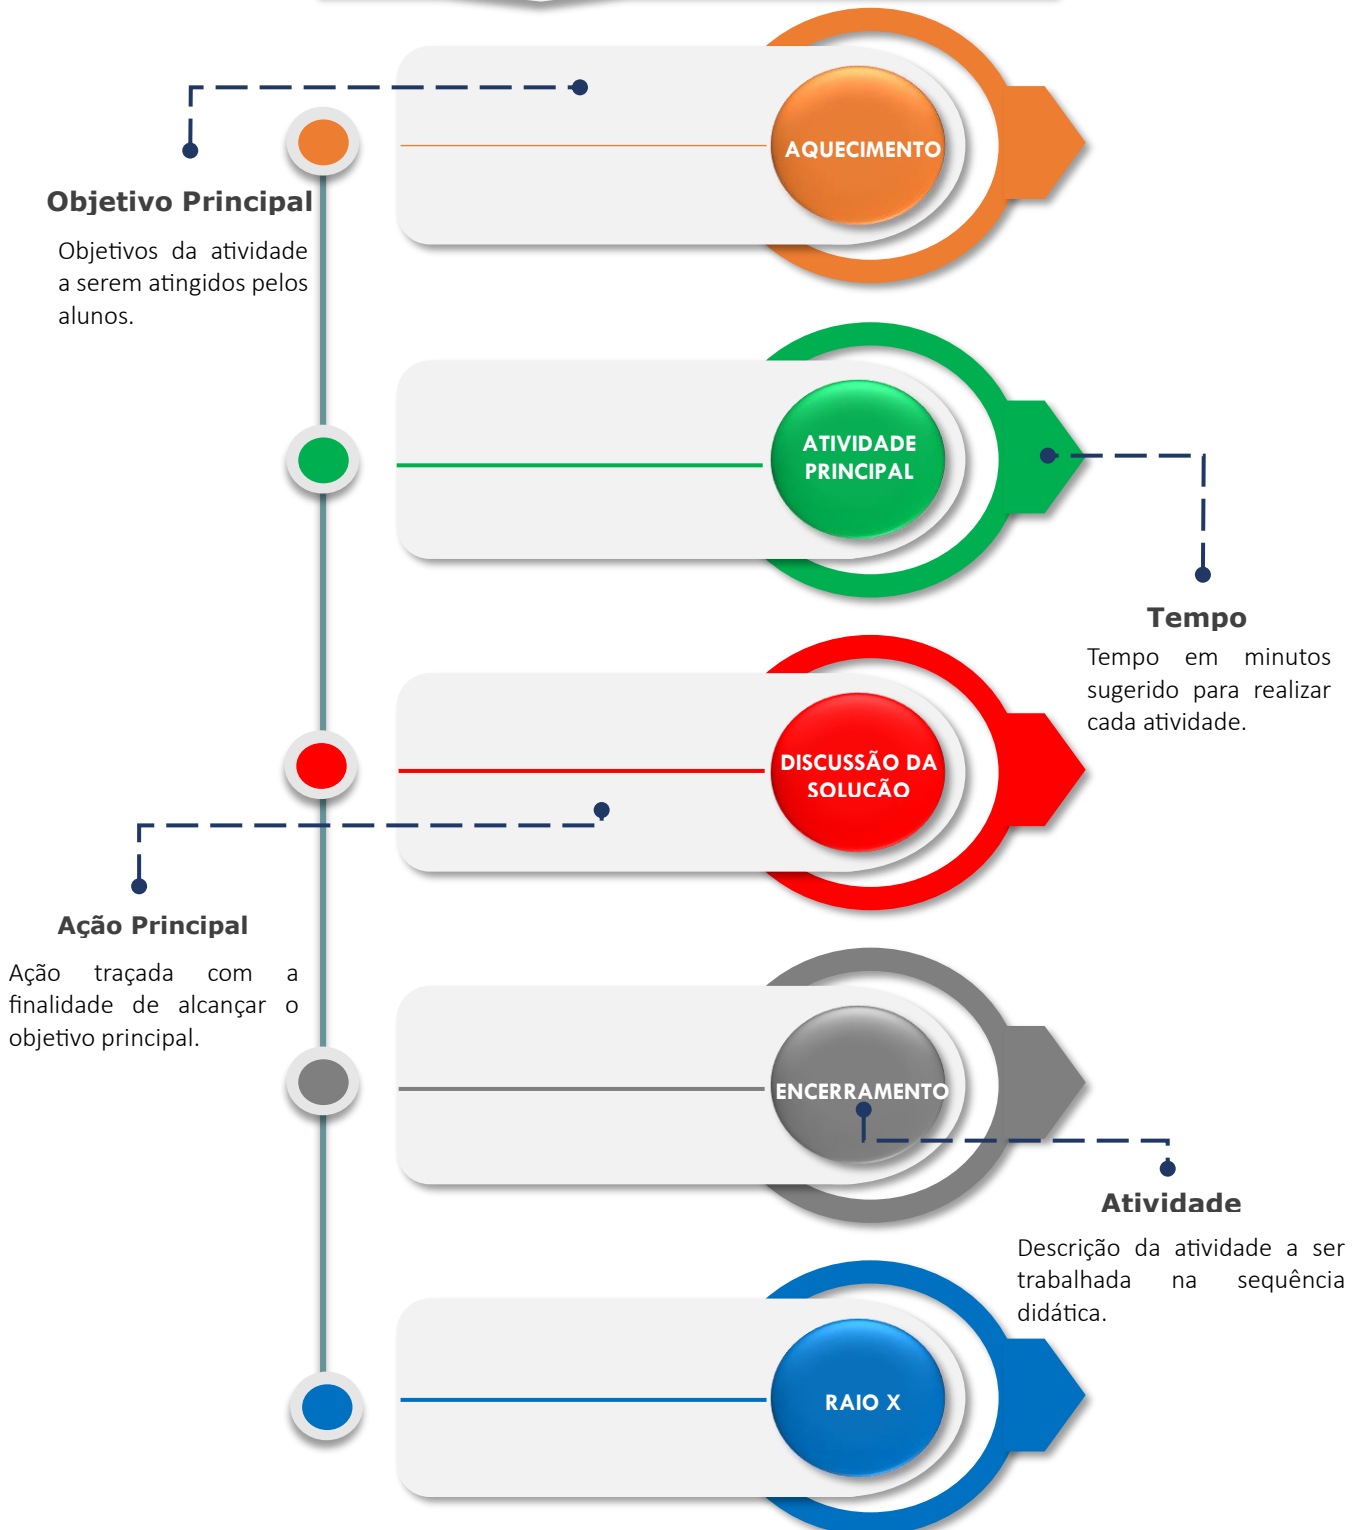 AQUECIMENTO
Objetivo Principal
Objetivos da atividade
a serem atingidos pelos
alunos.
ATIVIDADE
PRINCIPAL
Tempo
Tempo em minutos
sugerido para realizar
cada atividade.
DISCUSSÃO DA
SOLUÇÃO
Ação Principal
Ação traçada com a
finalidade de alcançar o
objetivo principal.
ENCERRAMENTO
Atividade
Descrição da atividade a ser
trabalhada na sequência
didática.
RAIO X